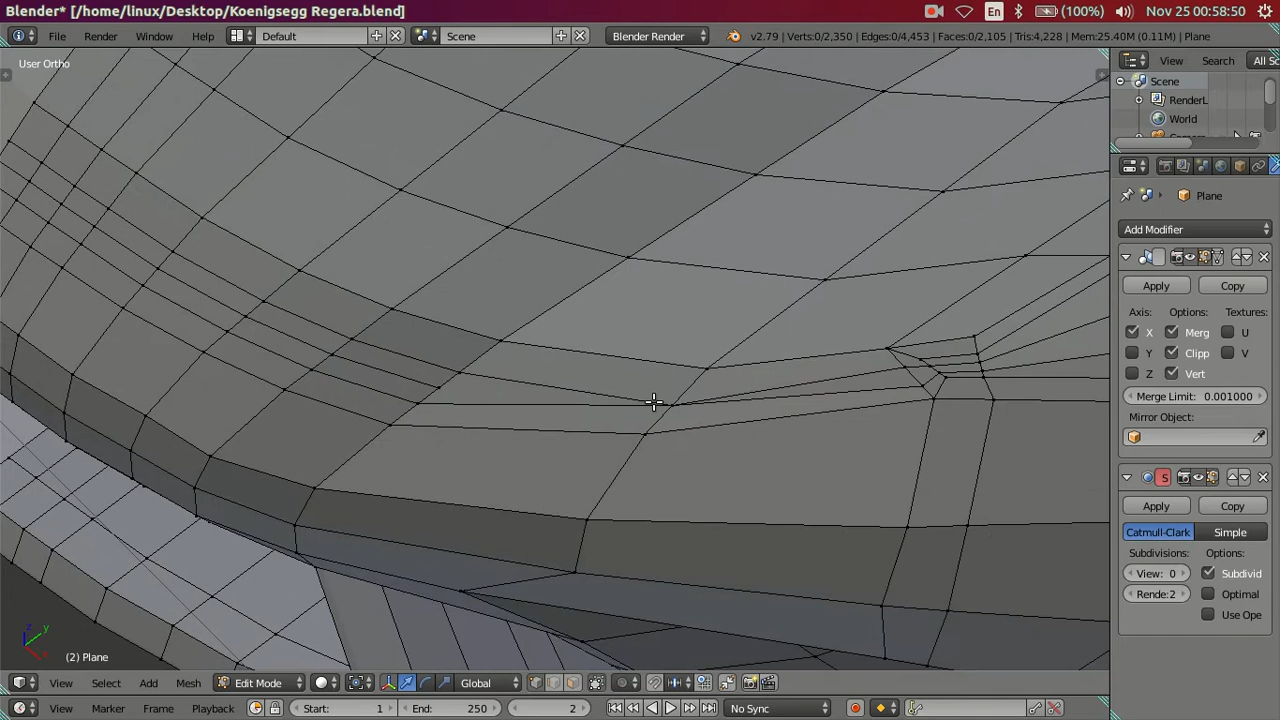 Blender* [/home/linux/Desktop/Koenigsegg Regera.blend]
En (100%) Nov 25 00:58:50
File Render Window Help Default Scene Blender Render v2.79 | Verts:0/2,350 | Edges:0/4,453 | Faces:0/2,105 | Tris:4,228 | Mem:25.40M (0.11M) | Plane
User Ortho
View Search All Sc
Scene
RenderL
World
Plane
Add Modifier
Apply Copy
Axis: Options: Textures:
X Merg U
Y Clipp V
Z Vert
Merge Limit: 0.001000
Mirror Object:
S
Apply Copy
Catmull-Clark Simple
Subdivisions: Options:
View: 0 Subdivid
Rende:2 Optimal
Use Ope
z y x
(2) Plane
View Select Add Mesh Edit Mode Global
View Marker Frame Playback Start: 1 End: 250 2 No Sync